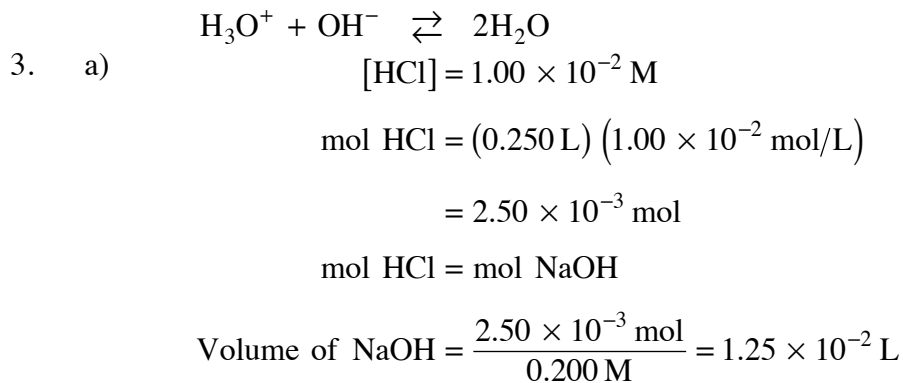 H₃O⁺ + OH⁻ ⇄ 2H₂O
3. a) [HCl] = 1.00 × 10⁻² M
mol HCl = (0.250 L) (1.00 × 10⁻² mol/L)
= 2.50 × 10⁻³ mol
mol HCl = mol NaOH
Volume of NaOH = 2.50 × 10⁻³ mol / 0.200 M = 1.25 × 10⁻² L